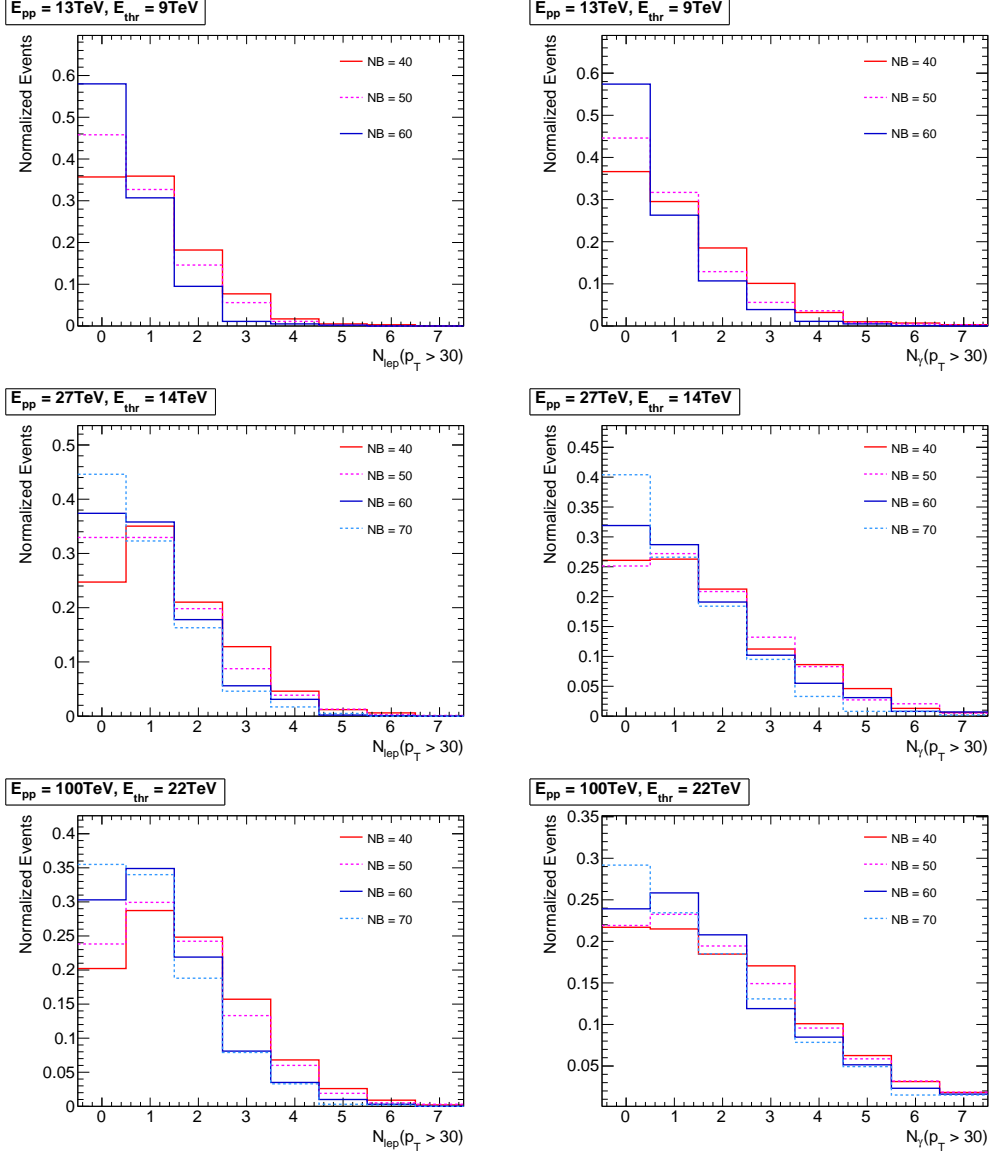 E_pp = 13TeV, E_thr = 9TeV
Normalized Events
NB = 40
NB = 50
NB = 60
0.6
0.5
0.4
0.3
0.2
0.1
0
0 1 2 3 4 5 6 7
N_lep(p_T > 30)
E_pp = 13TeV, E_thr = 9TeV
Normalized Events
NB = 40
NB = 50
NB = 60
0.6
0.5
0.4
0.3
0.2
0.1
0
0 1 2 3 4 5 6 7
N_γ(p_T > 30)
E_pp = 27TeV, E_thr = 14TeV
Normalized Events
NB = 40
NB = 50
NB = 60
NB = 70
0.5
0.4
0.3
0.2
0.1
0
0 1 2 3 4 5 6 7
N_lep(p_T > 30)
E_pp = 27TeV, E_thr = 14TeV
Normalized Events
NB = 40
NB = 50
NB = 60
NB = 70
0.45
0.4
0.35
0.3
0.25
0.2
0.15
0.1
0.05
0
0 1 2 3 4 5 6 7
N_γ(p_T > 30)
E_pp = 100TeV, E_thr = 22TeV
Normalized Events
NB = 40
NB = 50
NB = 60
NB = 70
0.4
0.35
0.3
0.25
0.2
0.15
0.1
0.05
0
0 1 2 3 4 5 6 7
N_lep(p_T > 30)
E_pp = 100TeV, E_thr = 22TeV
Normalized Events
NB = 40
NB = 50
NB = 60
NB = 70
0.35
0.3
0.25
0.2
0.15
0.1
0.05
0 1 2 3 4 5 6 7
N_γ(p_T > 30)